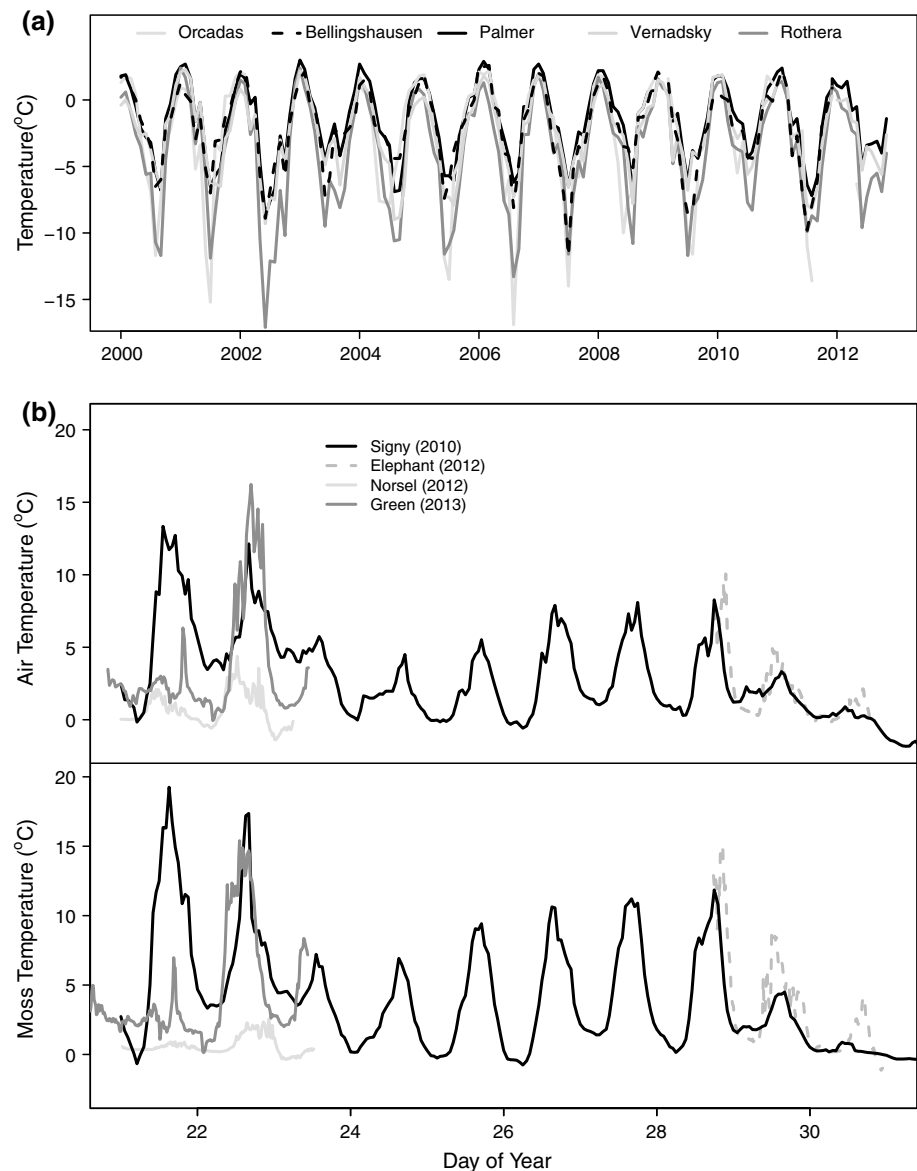 (a)
Orcadas Bellingshausen Palmer Vernadsky Rothera
Temperature(°C)
0
−5
−10
−15
2000 2002 2004 2006 2008 2010 2012
(b)
Signy (2010)
Elephant (2012)
Norsel (2012)
Green (2013)
Air Temperature (°C)
20
15
10
5
0
Moss Temperature (°C)
20
15
10
5
0
22 24 26 28 30
Day of Year